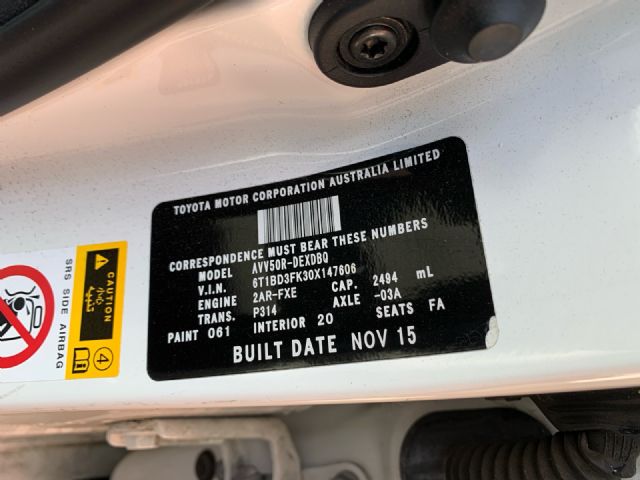 TOYOTA MOTOR CORPORATION AUSTRALIA LIMITED
CORRESPONDENCE MUST BEAR THESE NUMBERS
MODEL AVV50R-DEXDBQ
V.I.N. 6T1BD3FK30X147606
ENGINE 2AR-FXE CAP. 2494 mL
TRANS. P314 AXLE -03A
PAINT 061 INTERIOR 20 SEATS FA
BUILT DATE NOV 15
SRS SIDE AIRBAG
4